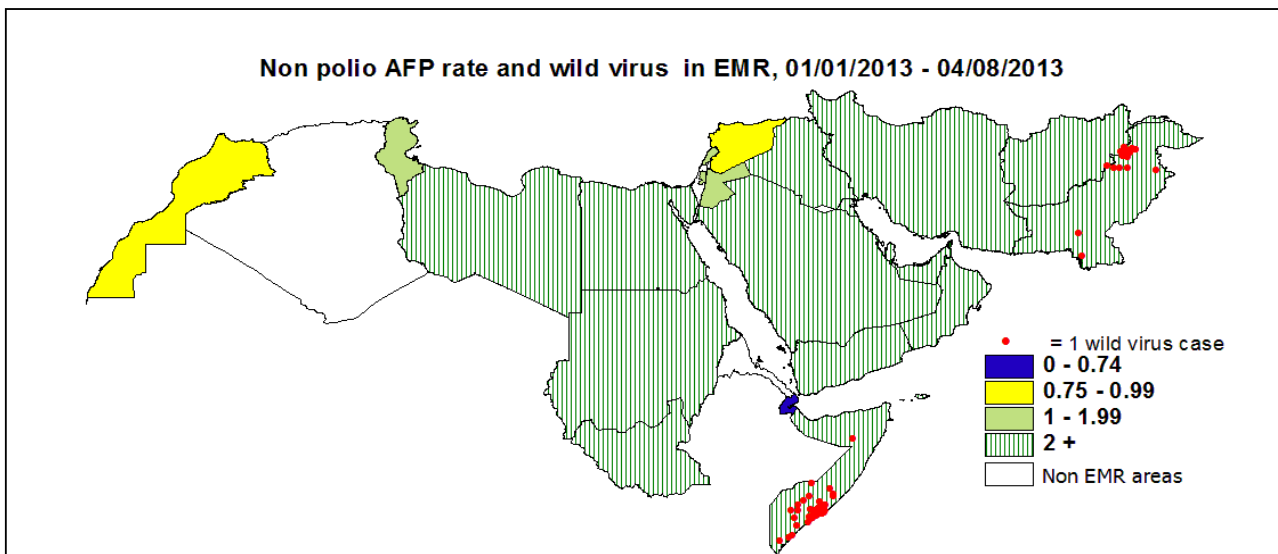 Non polio AFP rate and wild virus in EMR, 01/01/2013 - 04/08/2013
= 1 wild virus case
0 - 0.74
0.75 - 0.99
1 - 1.99
2 +
Non EMR areas